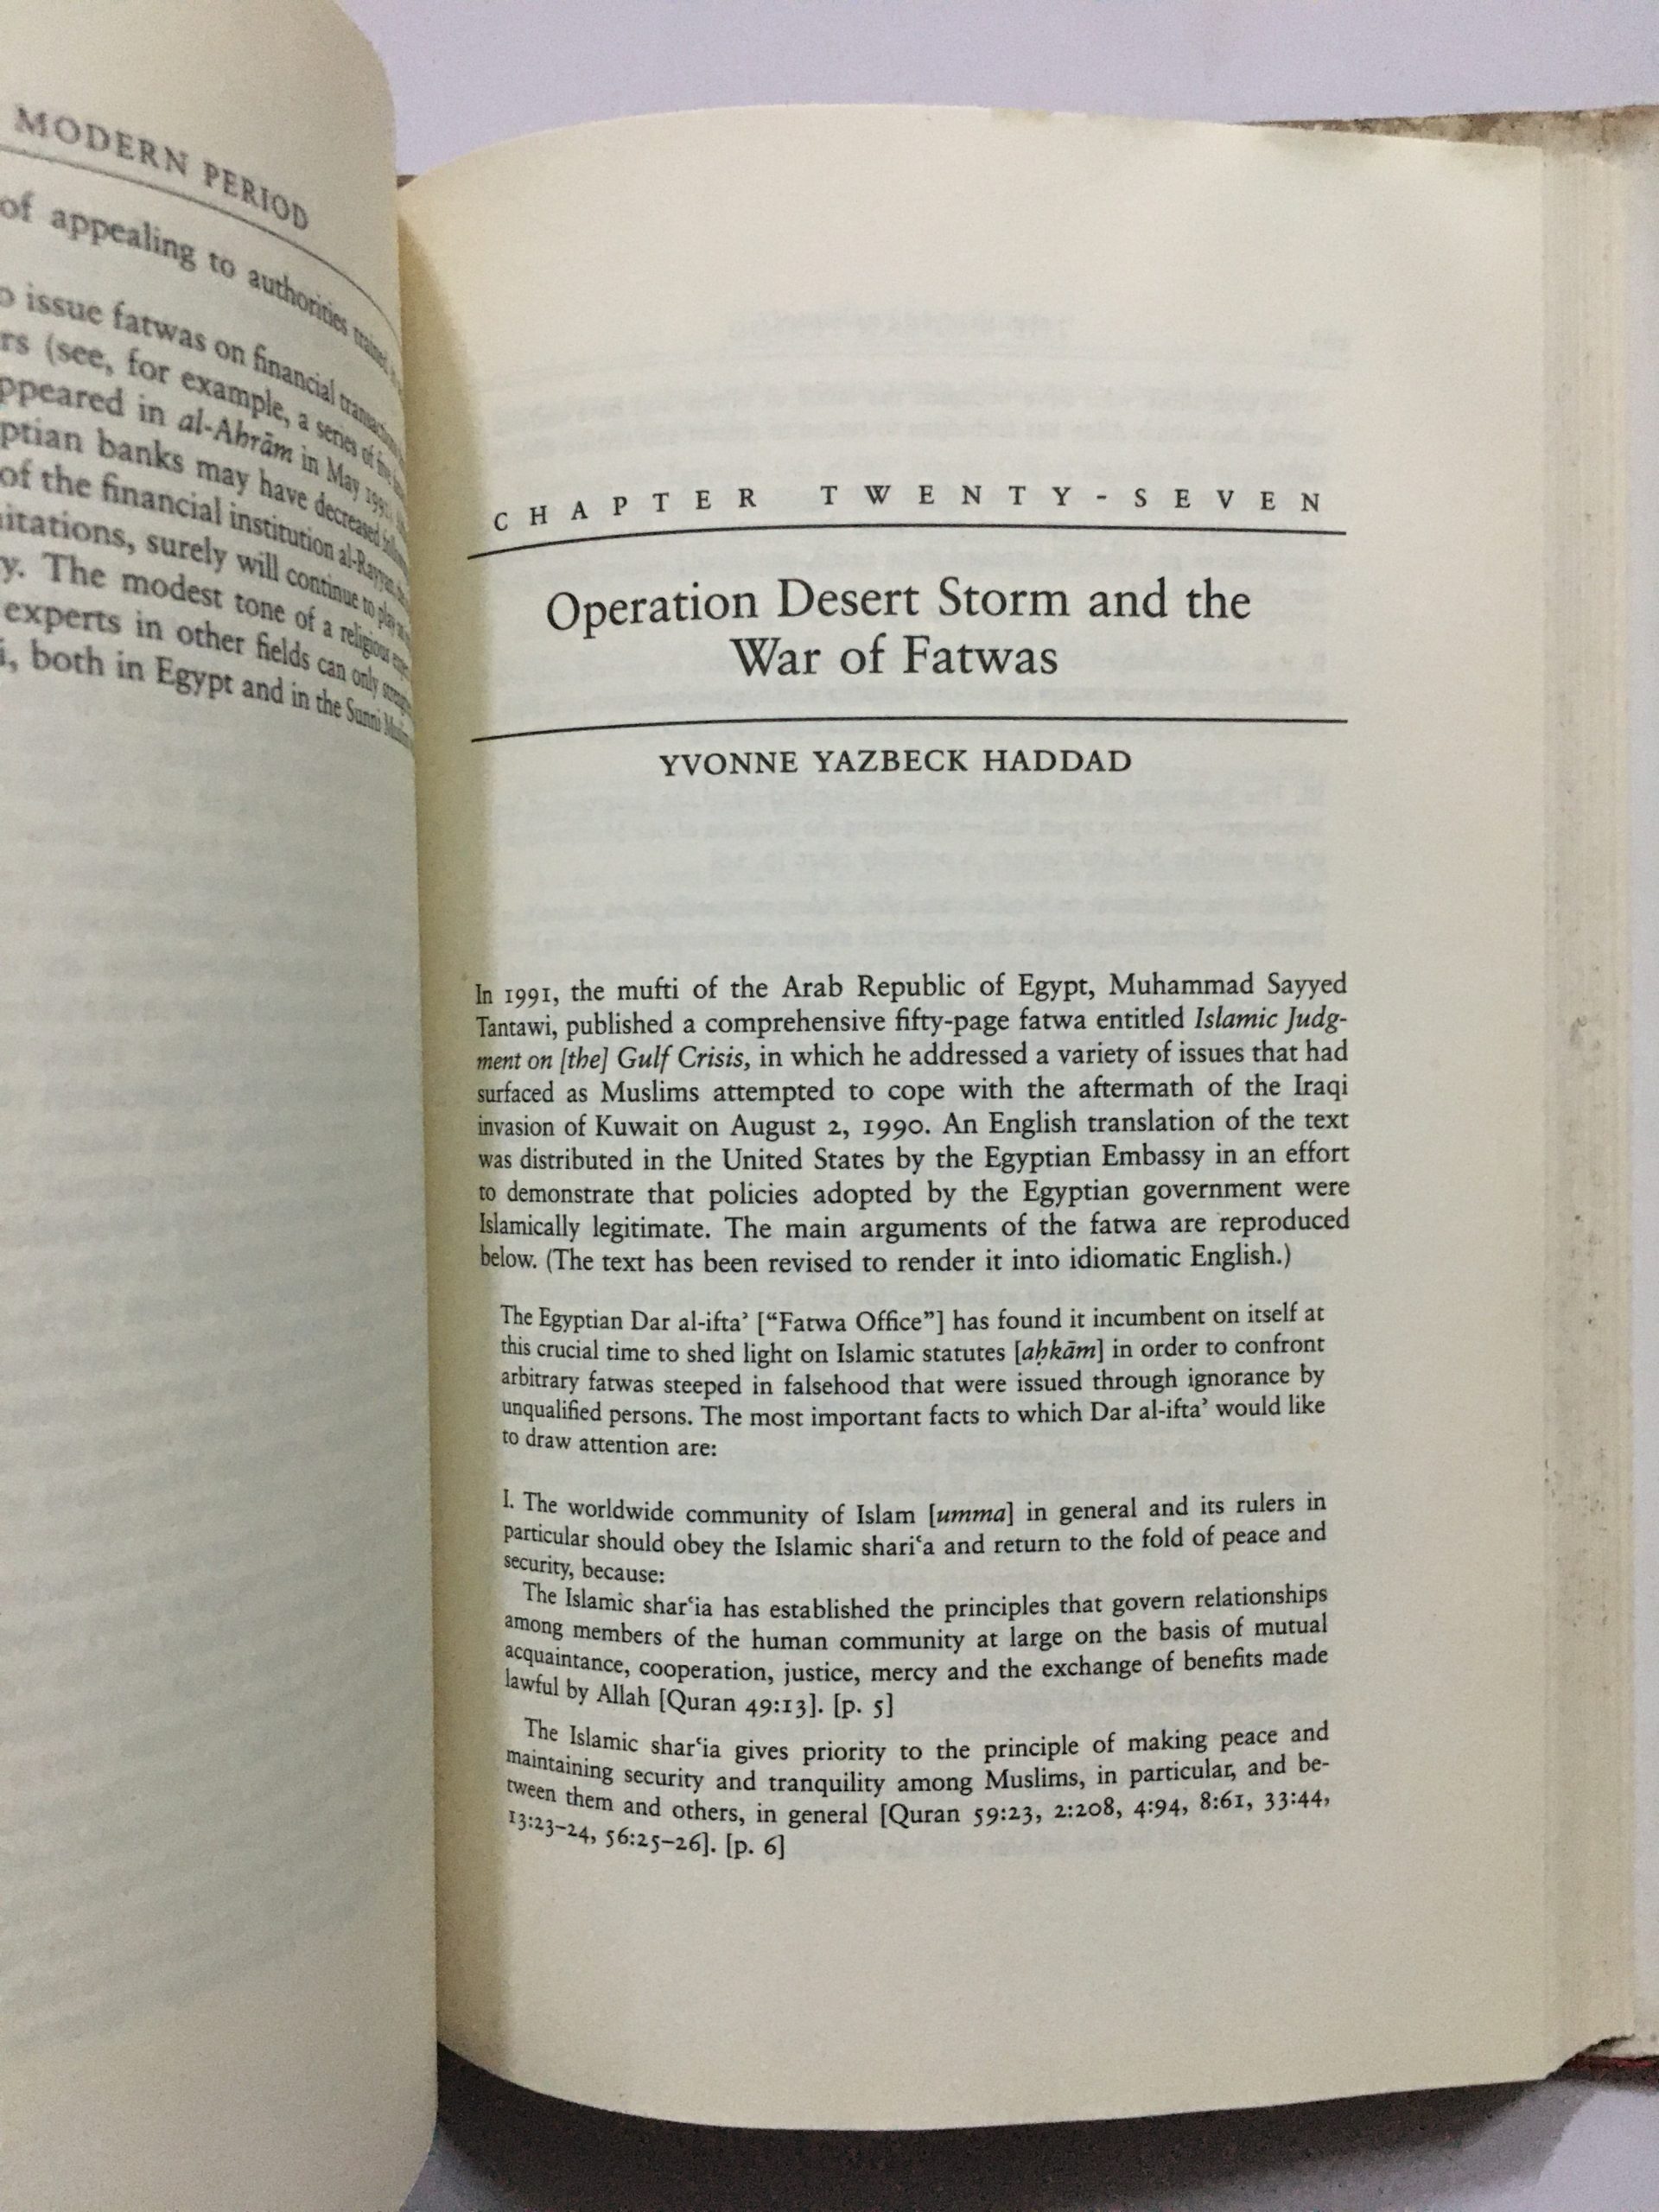 MODERN PERIOD
of appealing to authorities trained
issue fatwas on financial
(see, for example, a series of
appeared in al-Ahrām in May
banks may have decreased
of the financial institution al-Rayyan,
surely will continue to play
The modest tone of a religious
experts in other fields can only
both in Egypt and in the Sunni
CHAPTER TWENTY-SEVEN
Operation Desert Storm and the
War of Fatwas
YVONNE YAZBECK HADDAD
In 1991, the mufti of the Arab Republic of Egypt, Muhammad Sayyed
Tantawi, published a comprehensive fifty-page fatwa entitled Islamic Judg-
ment on [the] Gulf Crisis, in which he addressed a variety of issues that had
surfaced as Muslims attempted to cope with the aftermath of the Iraqi
invasion of Kuwait on August 2, 1990. An English translation of the text
was distributed in the United States by the Egyptian Embassy in an effort
to demonstrate that policies adopted by the Egyptian government were
Islamically legitimate. The main arguments of the fatwa are reproduced
below. (The text has been revised to render it into idiomatic English.)
The Egyptian Dar al-ifta’ [“Fatwa Office”] has found it incumbent on itself at
this crucial time to shed light on Islamic statutes [aḥkām] in order to confront
arbitrary fatwas steeped in falsehood that were issued through ignorance by
unqualified persons. The most important facts to which Dar al-ifta’ would like
to draw attention are:
I. The worldwide community of Islam [umma] in general and its rulers in
particular should obey the Islamic shari‘a and return to the fold of peace and
security, because:
The Islamic shar‘ia has established the principles that govern relationships
among members of the human community at large on the basis of mutual
acquaintance, cooperation, justice, mercy and the exchange of benefits made
lawful by Allah [Quran 49:13]. [p. 5]
The Islamic shar‘ia gives priority to the principle of making peace and
maintaining security and tranquility among Muslims, in particular, and be-
tween them and others, in general [Quran 59:23, 2:208, 4:94, 8:61, 33:44,
13:23–24, 56:25–26]. [p. 6]